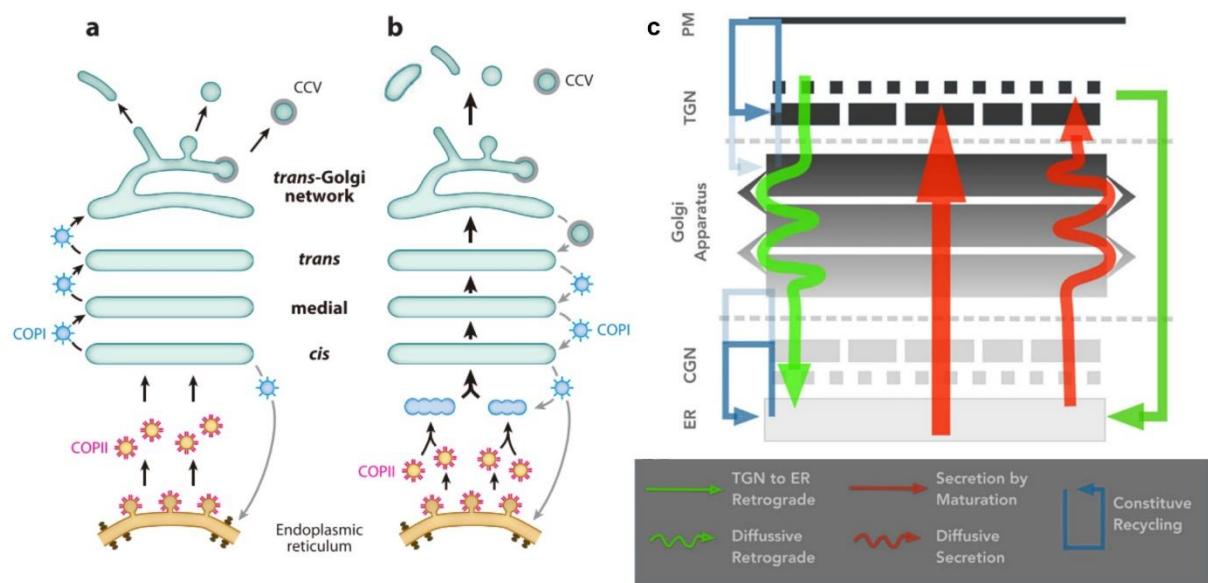 a
CCV
trans-Golgi
network
trans
medial
COPI
cis
COPII
Endoplasmic
reticulum
b
CCV
COPI
COPII
c
PM
TGN
Golgi
Apparatus
CGN
ER
TGN to ER
Retrograde
Secretion by
Maturation
Constituve
Recycling
Diffussive
Retrograde
Diffusive
Secretion